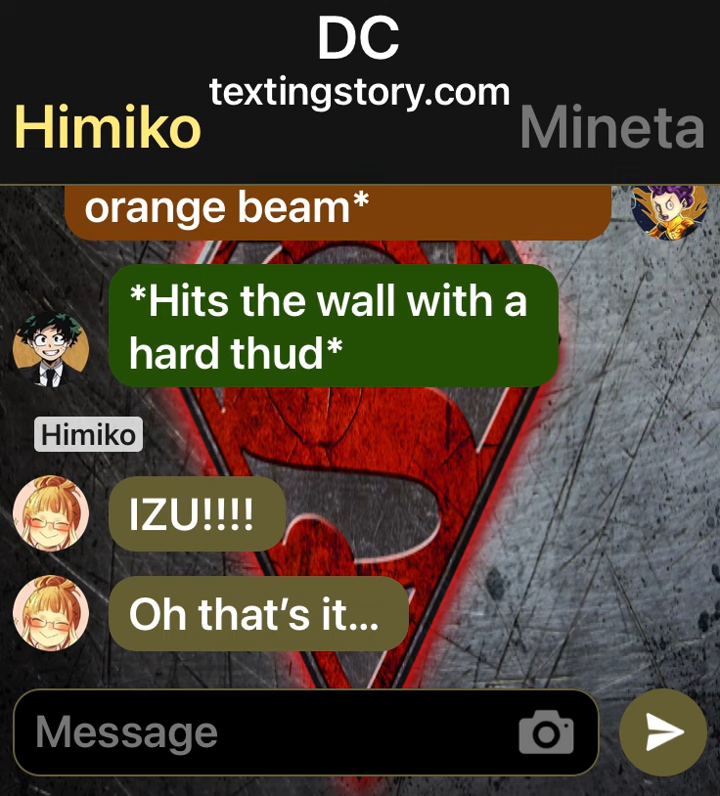 DC
textingstory.com
Himiko
Mineta
orange beam*
*Hits the wall with a
hard thud*
Himiko
IZU!!!!
Oh that’s it...
Message